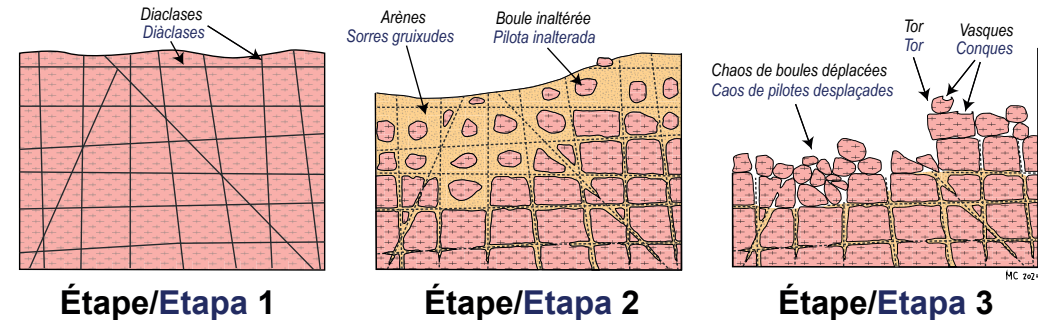 Diaclases
Diàclases
Arènes
Sorres gruixudes
Boule inaltérée
Pilota inalterada
Chaos de boules déplacées
Caos de pilotes desplaçades
Tor
Tor
Vasques
Conques
Étape/Etapa 1
Étape/Etapa 2
Étape/Etapa 3
MC